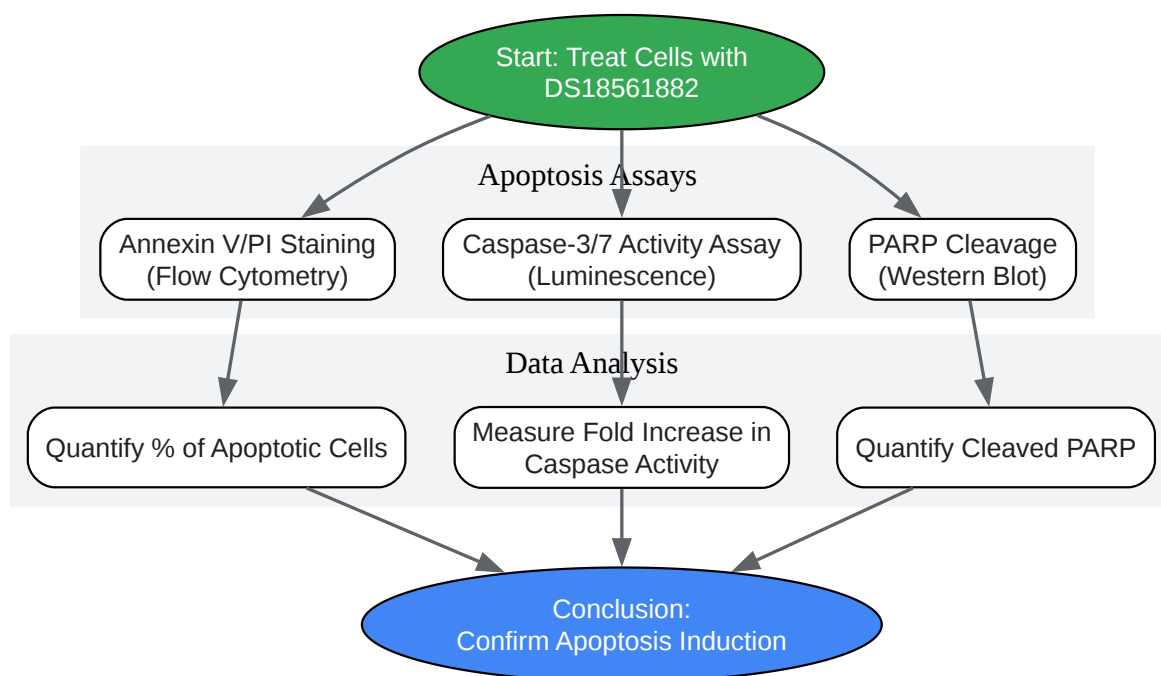 Start: Treat Cells with
DS18561882
Apoptosis Assays
Annexin V/PI Staining
(Flow Cytometry)
Caspase-3/7 Activity Assay
(Luminescence)
PARP Cleavage
(Western Blot)
Data Analysis
Quantify % of Apoptotic Cells
Measure Fold Increase in
Caspase Activity
Quantify Cleaved PARP
Conclusion:
Confirm Apoptosis Induction